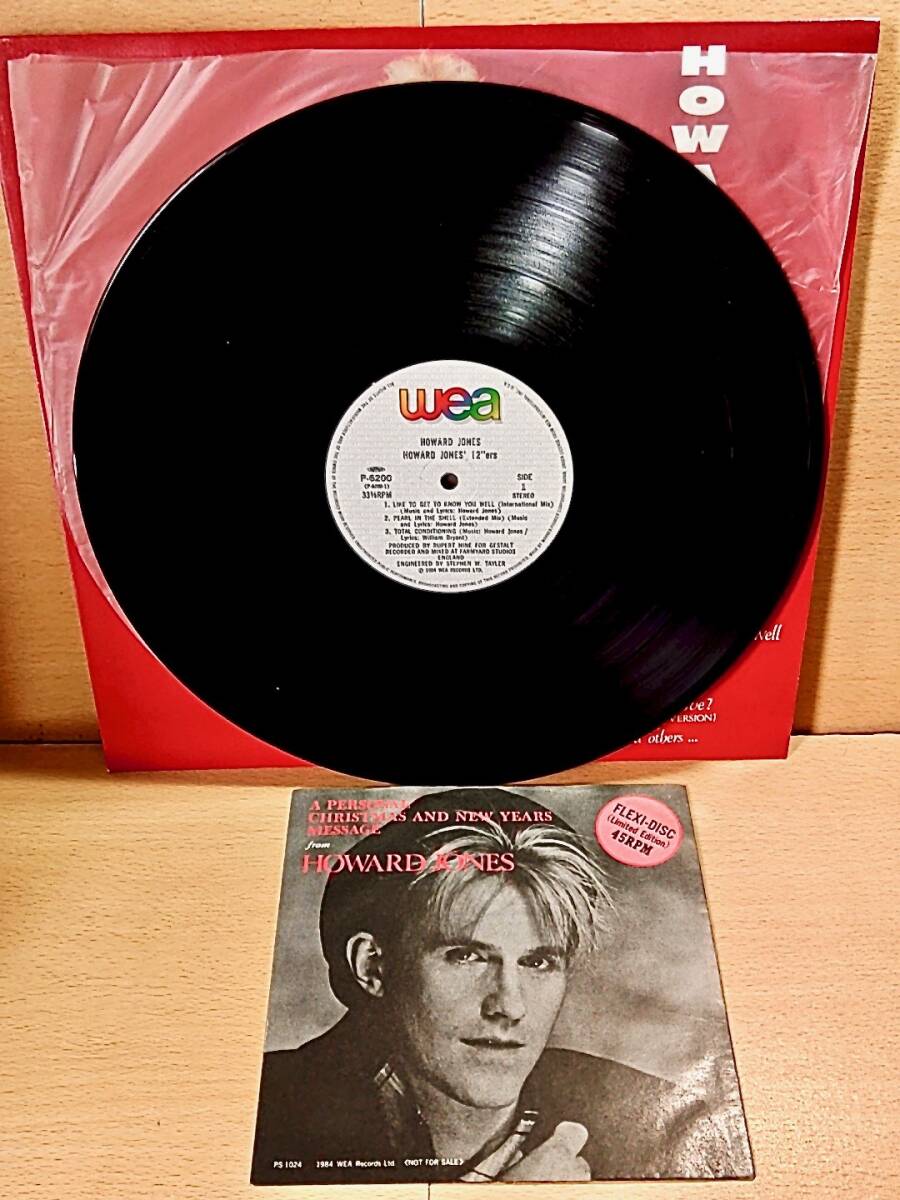 HOW
wea
HOWARD JONES
HOWARD JONES' 12"ers
P-6200
(P-6200-1)
33⅓RPM
SIDE
1
STEREO
1. LIKE TO GET TO KNOW YOU WELL (International Mix)
(Music and Lyrics: Howard Jones)
2. PEARL IN THE SHELL (Extended Mix) (Music
and Lyrics: Howard Jones)
3. TOTAL CONDITIONING (Music: Howard Jones /
Lyrics: William Bryant)
PRODUCED BY RUPERT HINE FOR GESTALT
RECORDED AND MIXED AT FARMYARD STUDIOS
ENGLAND
ENGINEERED BY STEPHEN W. TAYLER
℗ 1984 WEA RECORDS LTD.
Well
ve?
VERSION)
others ...
A PERSONAL
CHRISTMAS AND NEW YEARS
MESSAGE
from
HOWARD JONES
FLEXI-DISC
(Limited Edition)
45RPM
PS 1024 1984 WEA Records Ltd (NOT FOR SALE)